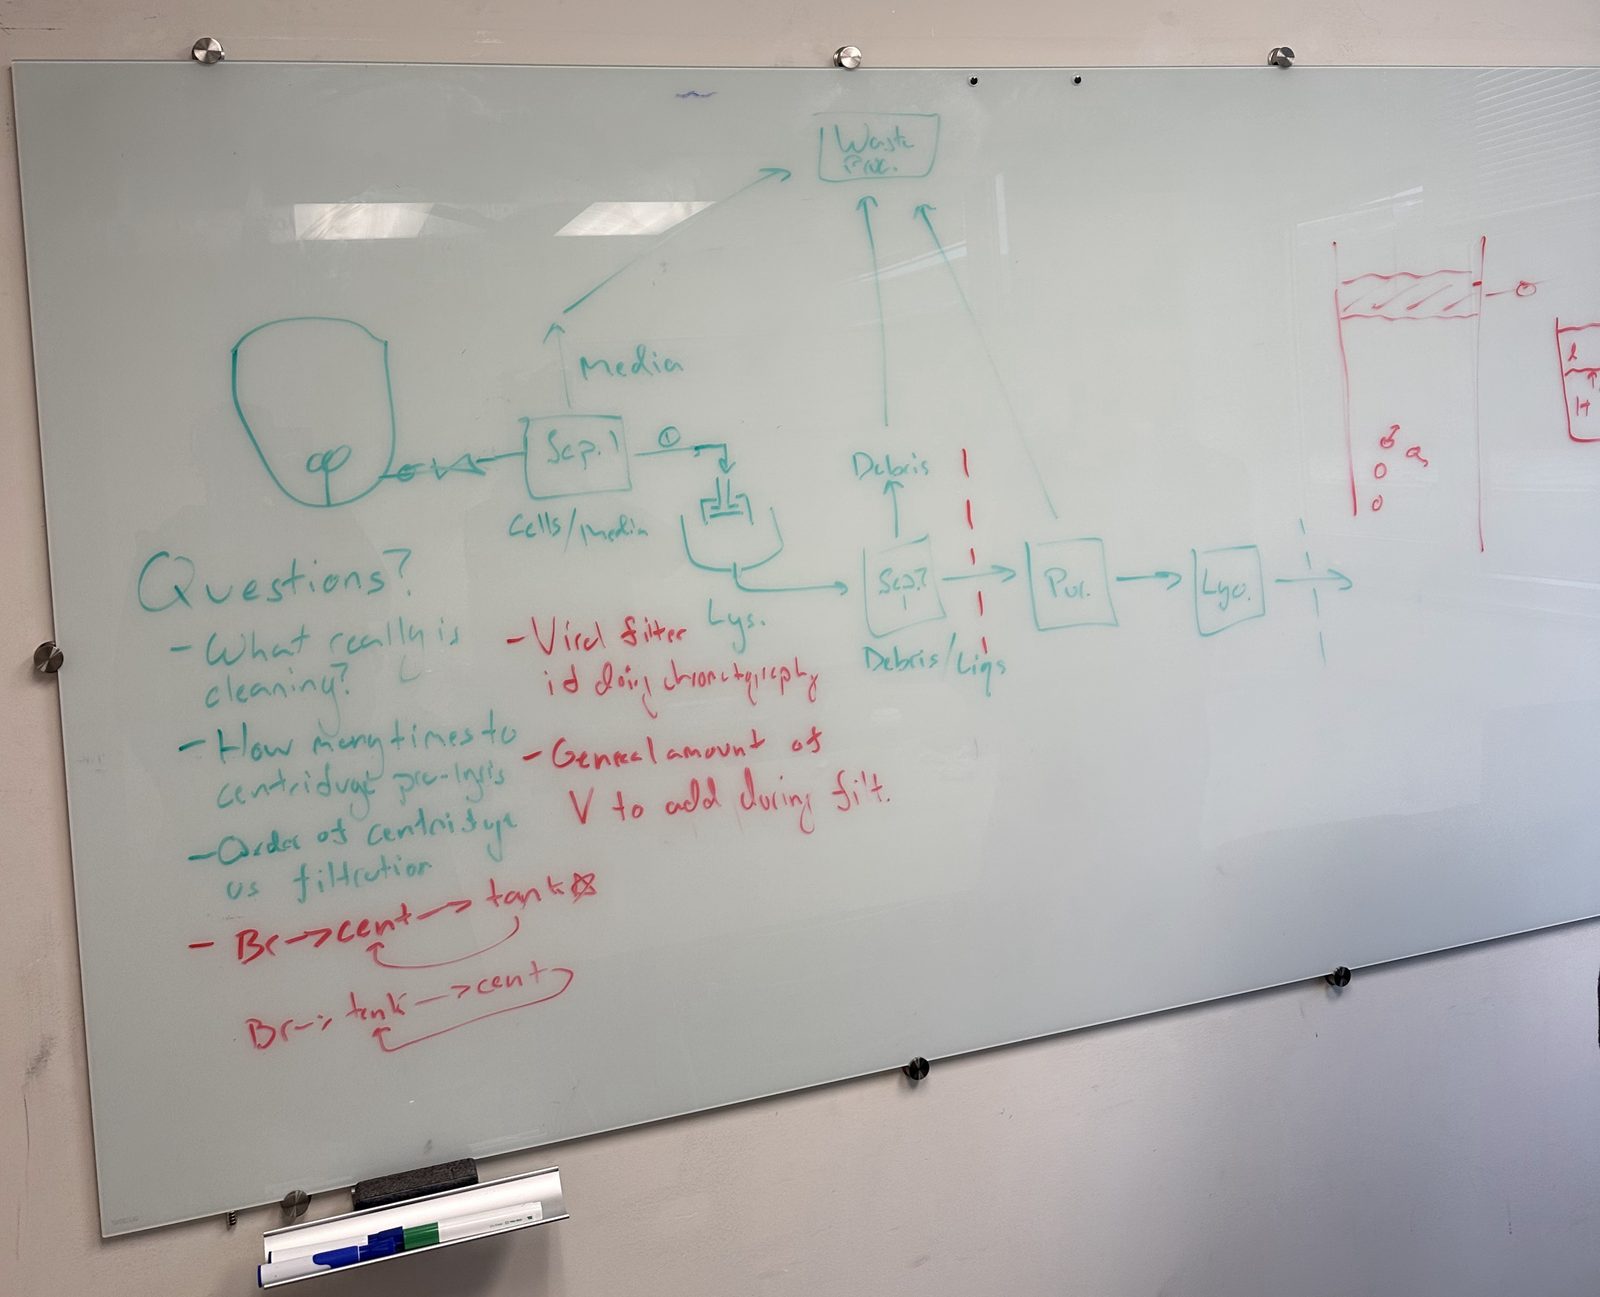 Waste
Media
Sep. 1
①
Cells/Media
Lys.
Debris
Sep?
Debris/Liqs
Pur.
Lyo.
Questions?
- What really is
cleaning?
- How many times to
centrifuge pre-lysis
- Order of centrifuge
vs filtration
- Br → cent → tank
Br → tank → cent
- Viral filter
id doing chromatography
- General amount of
V to add during filt.